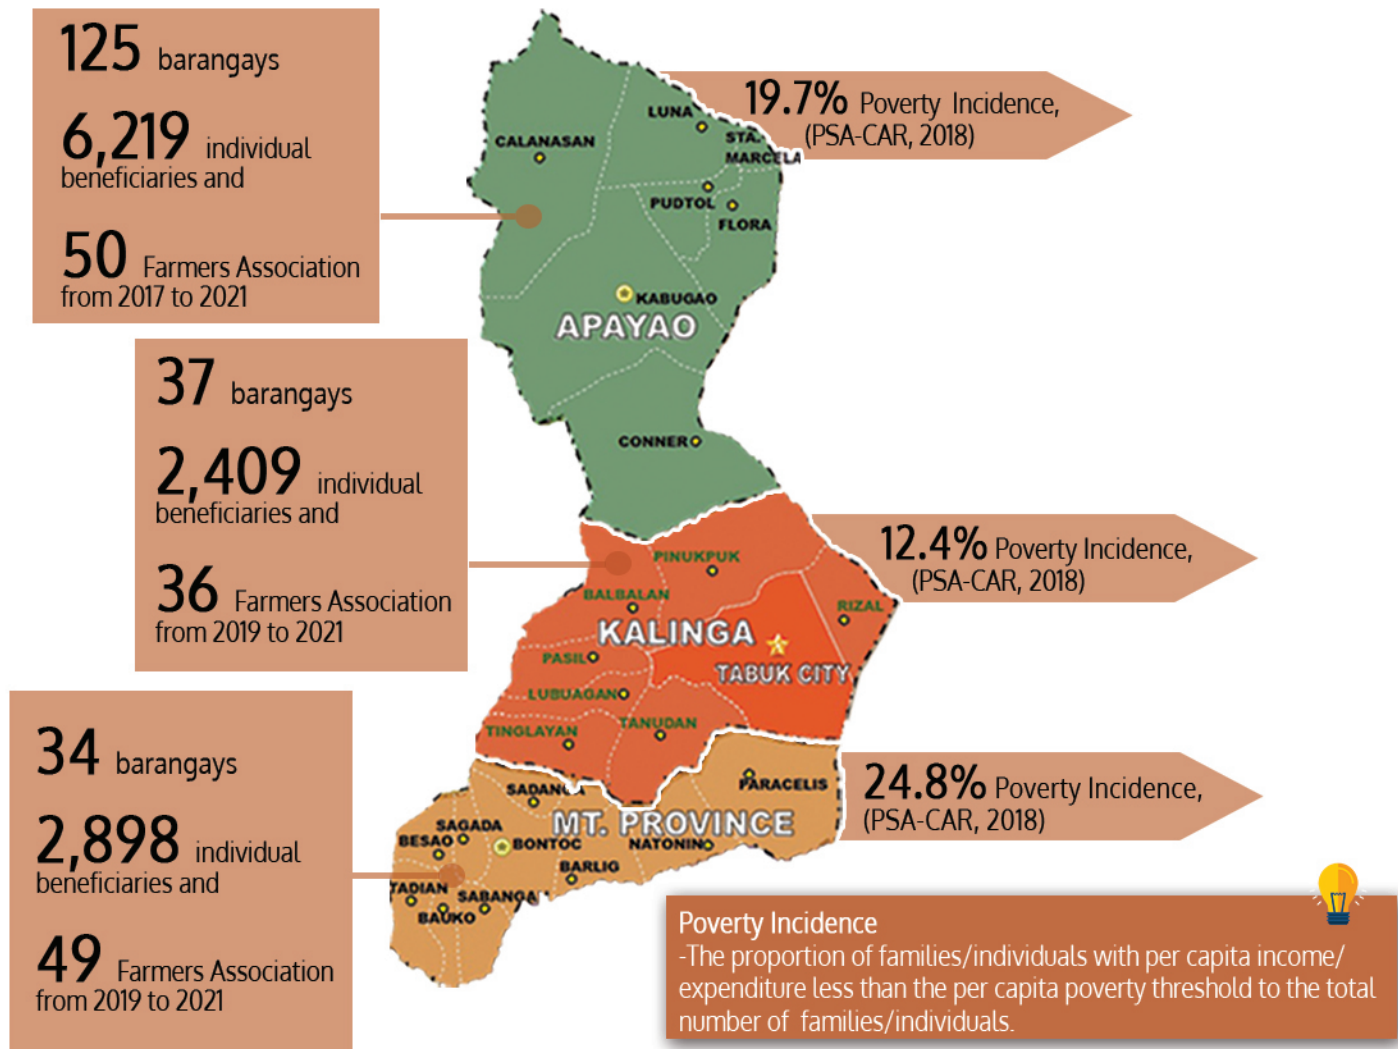 125 barangays
6,219 individual
beneficiaries and
50 Farmers Association
from 2017 to 2021
19.7% Poverty Incidence,
(PSA-CAR, 2018)
LUNA
CALANASAN
STA.
MARCELA
PUDTOL
FLORA
KABUGAO
APAYAO
CONNER
37 barangays
2,409 individual
beneficiaries and
36 Farmers Association
from 2019 to 2021
12.4% Poverty Incidence,
(PSA-CAR, 2018)
PINUKPUK
BALBALAN
RIZAL
KALINGA
PASIL
TABUK CITY
LUBUAGAN
TINGLAYAN
TANUDAN
34 barangays
2,898 individual
beneficiaries and
49 Farmers Association
from 2019 to 2021
24.8% Poverty Incidence,
(PSA-CAR, 2018)
PARACELIS
SADANGA
MT. PROVINCE
SAGADA
BESAO
BONTOC
NATONIN
BARLIG
TADIAN
SABANGA
BAUKO
Poverty Incidence
-The proportion of families/individuals with per capita income/
expenditure less than the per capita poverty threshold to the total
number of families/individuals.